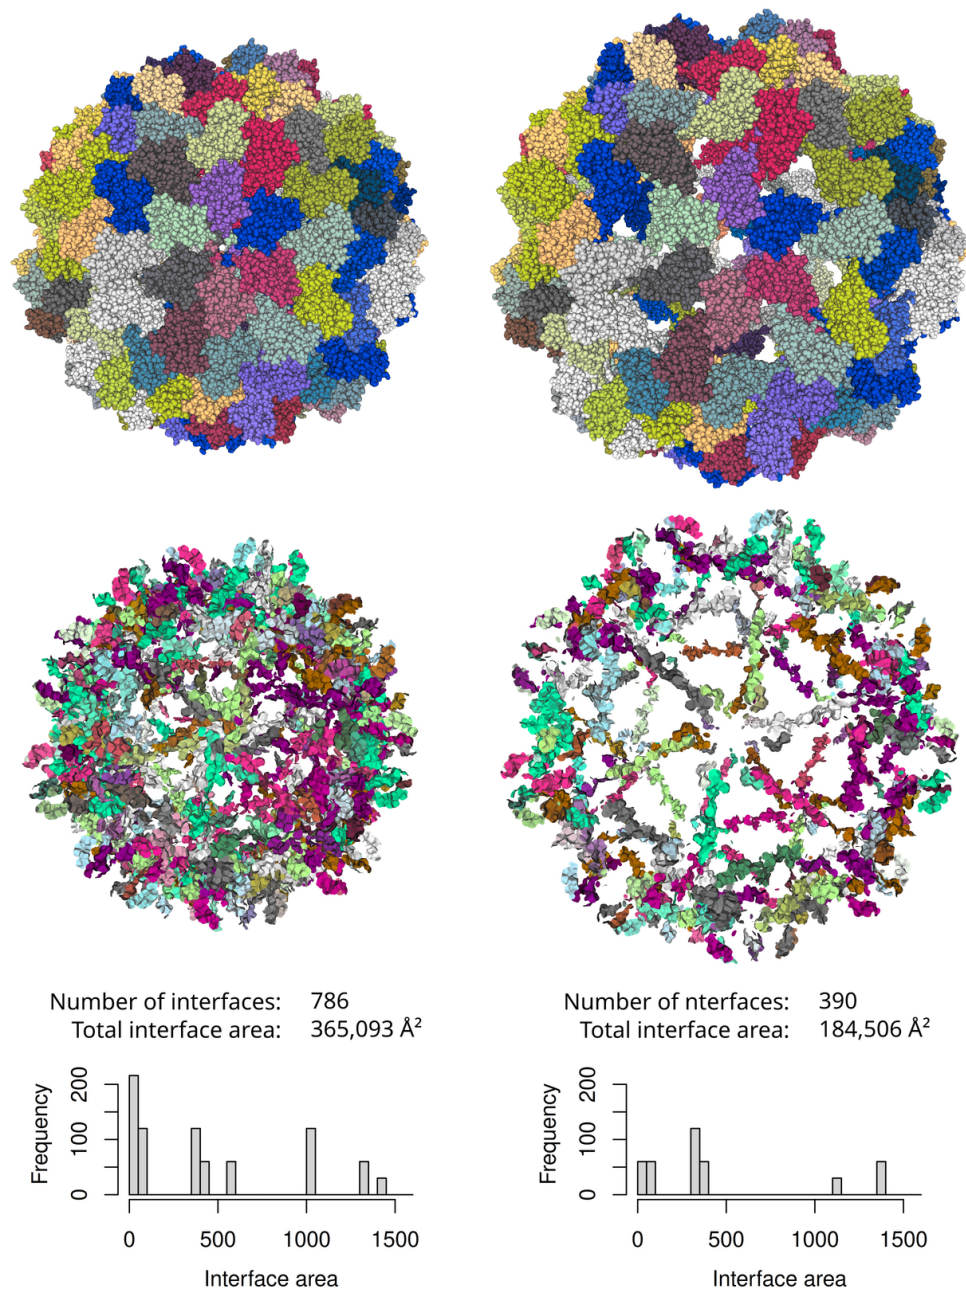 Number of interfaces: 786
Total interface area: 365,093 Å²
Number of nterfaces: 390
Total interface area: 184,506 Å²
Frequency
0 100 200
0 500 1000 1500
Interface area
Frequency
0 100 200
0 500 1000 1500
Interface area